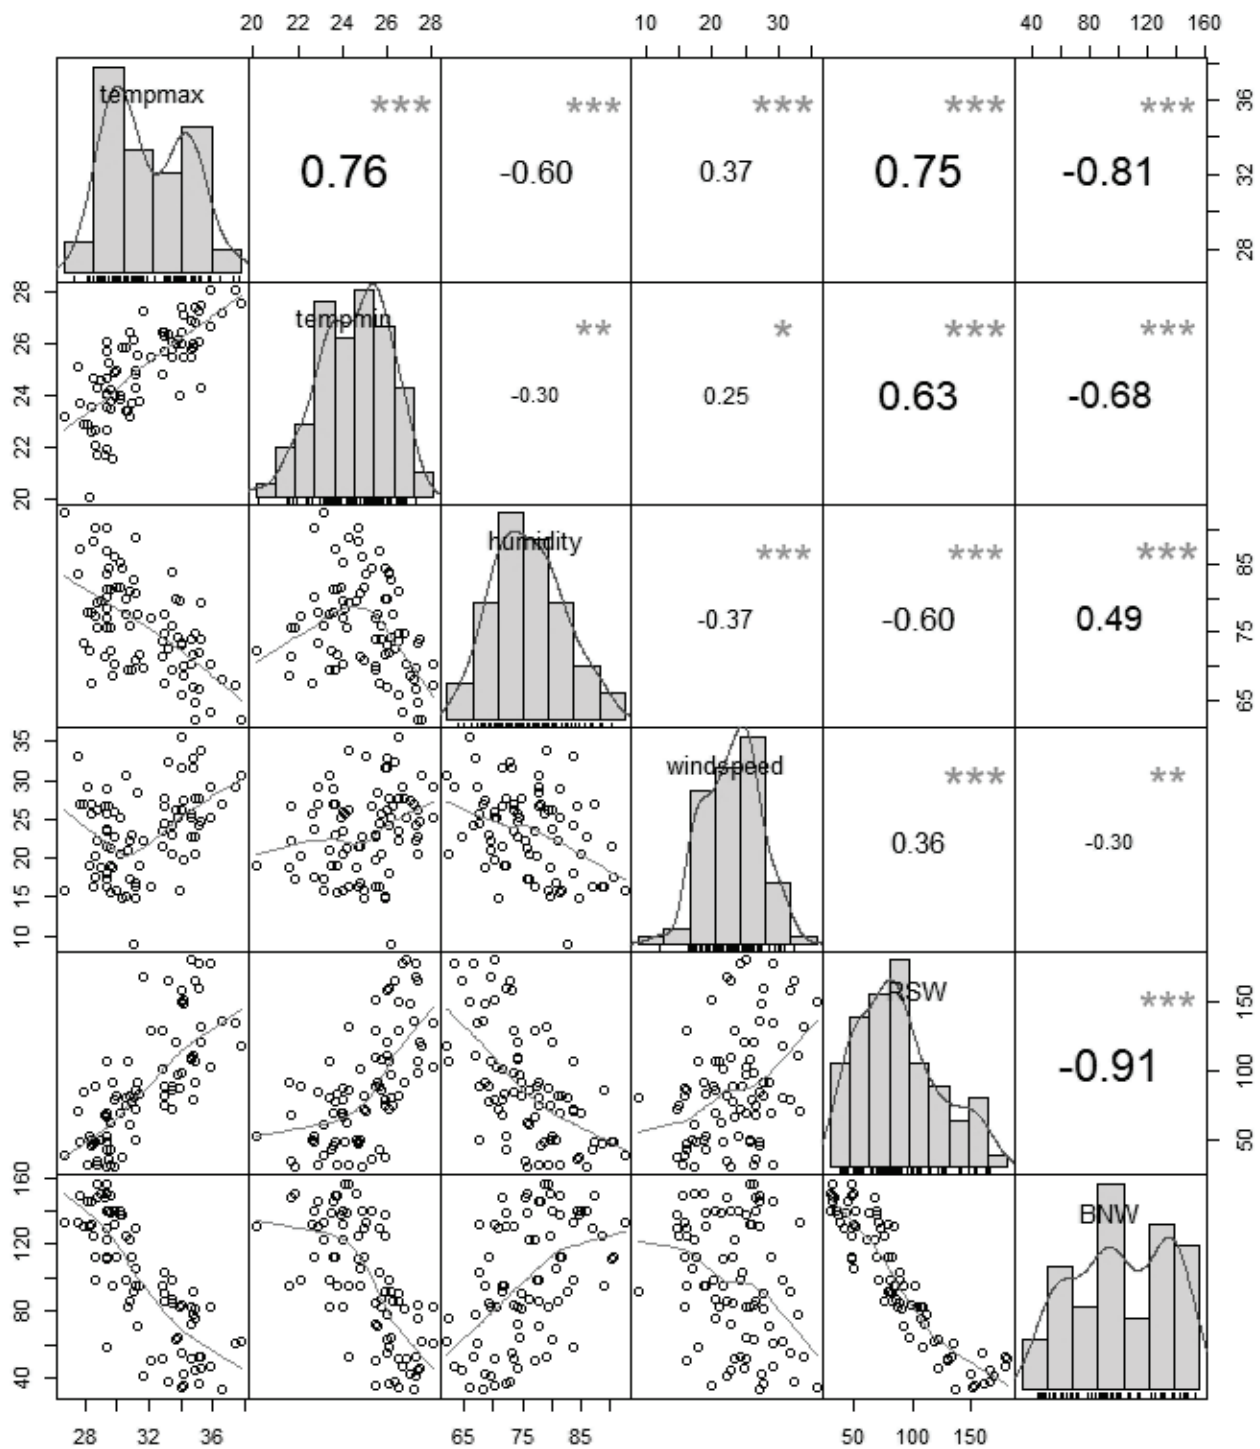 20 22 24 26 28 10 20 30 40 80 120 160
tempmax *** *** *** *** ***
0.76 -0.60 0.37 0.75 -0.81
36
32
28
28
26
24
22
20
tempmin ** * *** ***
-0.30 0.25 0.63 -0.68
humidity *** *** ***
-0.37 -0.60 0.49
85
75
65
35
30
25
20
15
10
windspeed *** **
0.36 -0.30
RSW ***
-0.91
150
100
50
160
120
80
40
BNW
28 32 36 65 75 85 50 100 150